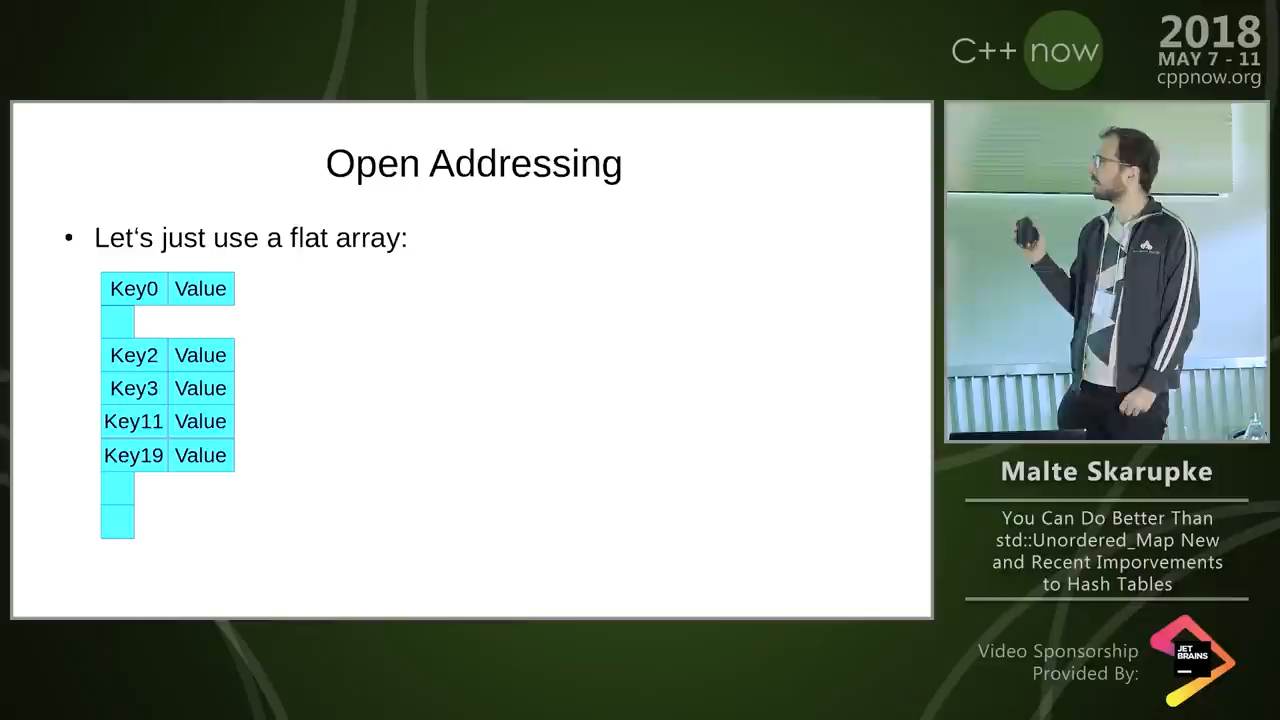 C++ now
2018
MAY 7 - 11
cppnow.org
Open Addressing
• Let‘s just use a flat array:
Key0 Value
Key2 Value
Key3 Value
Key11 Value
Key19 Value
Malte Skarupke
You Can Do Better Than
std::Unordered_Map New
and Recent Imporvements
to Hash Tables
Video Sponsorship
Provided By:
JET
BRAINS